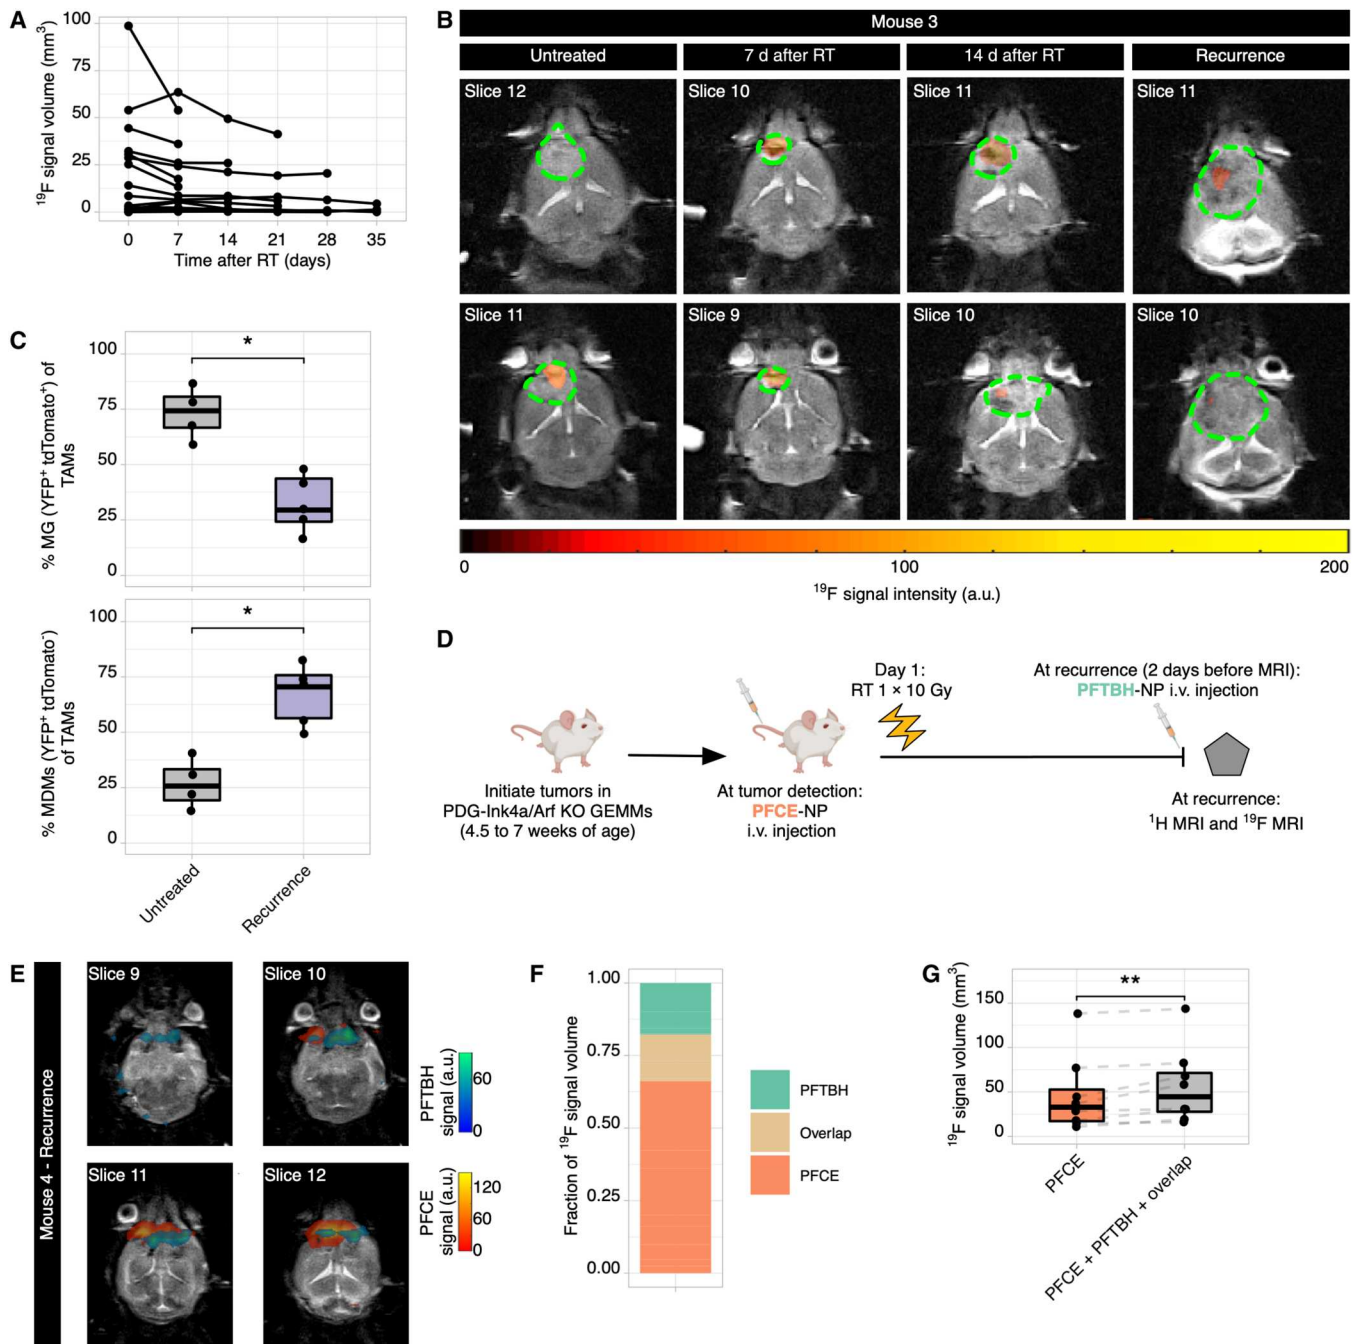 A
100
75
50
25
0
¹⁹F signal volume (mm³)
0 7 14 21 28 35
Time after RT (days)
B
Mouse 3
Untreated
7 d after RT
14 d after RT
Recurrence
Slice 12
Slice 10
Slice 11
Slice 11
Slice 11
Slice 9
Slice 10
Slice 10
0 100 200
¹⁹F signal intensity (a.u.)
C
% MG (YFP⁺ tdTomato⁺) of
TAMs
100
75
50
25
0
*
% MDMs (YFP⁺ tdTomato⁻)
of TAMs
100
75
50
25
0
*
Untreated
Recurrence
D
Initiate tumors in
PDG-Ink4a/Arf KO GEMMs
(4.5 to 7 weeks of age)
At tumor detection:
PFCE-NP
i.v. injection
Day 1:
RT 1 × 10 Gy
At recurrence (2 days before MRI):
PFTBH-NP i.v. injection
At recurrence:
¹H MRI and ¹⁹F MRI
E
Mouse 4 - Recurrence
Slice 9
Slice 10
Slice 11
Slice 12
PFTBH
signal (a.u.)
60
0
PFCE
signal (a.u.)
120
60
0
F
Fraction of ¹⁹F signal volume
1.00
0.75
0.50
0.25
0.00
PFTBH
Overlap
PFCE
G
¹⁹F signal volume (mm³)
150
100
50
0
**
PFCE
PFCE + PFTBH + overlap